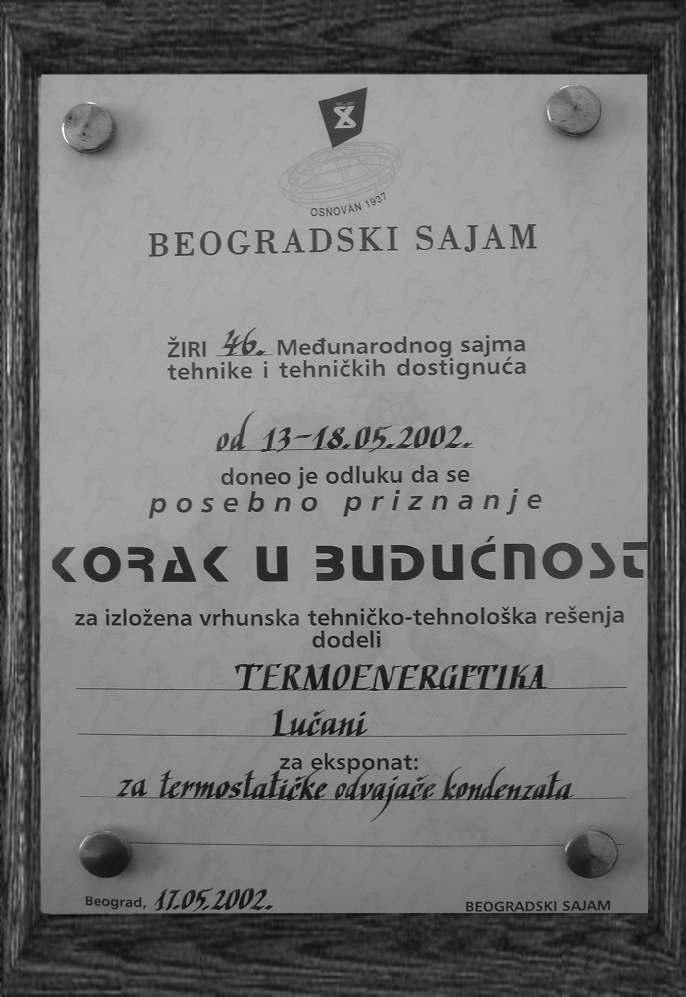 OSNOVAN 1937
BEOGRADSKI SAJAM
ŽIRI 46. Međunarodnog sajma
tehnike i tehničkih dostignuća
od 13-18.05.2002.
doneo je odluku da se
posebno priznanje
KORAK U BUDUĆNOST
za izložena vrhunska tehničko-tehnološka rešenja
dodeli
TERMOENERGETIKA
Lučani
za eksponat:
za termostatičke odvajače kondenzata
Beograd, 17.05.2002.
BEOGRADSKI SAJAM